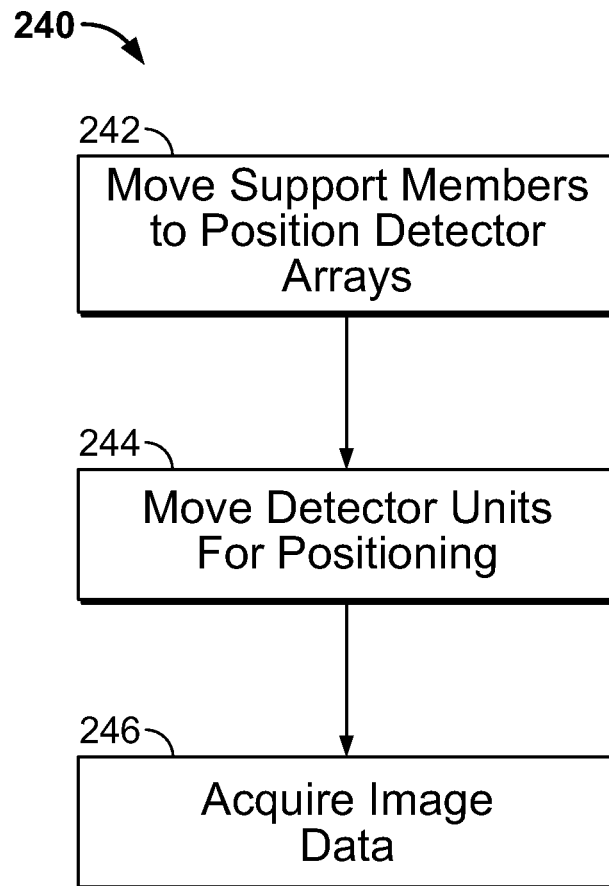 240
242
Move Support Members
to Position Detector
Arrays
244
Move Detector Units
For Positioning
246
Acquire Image
Data